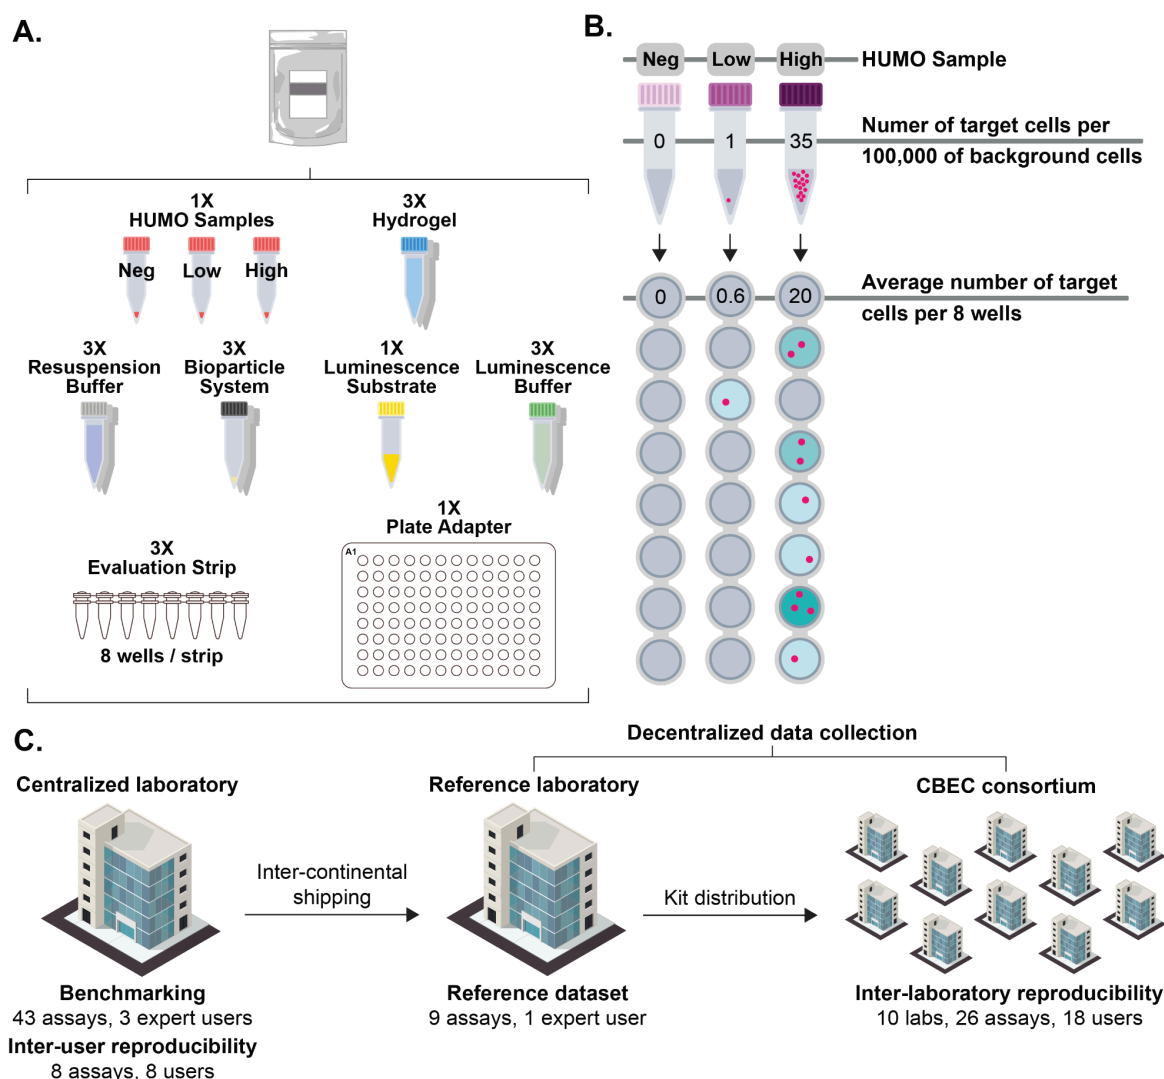 A.
1X
HUMO Samples
Neg
Low
High
3X
Hydrogel
3X
Resuspension
Buffer
3X
Bioparticle
System
1X
Luminescence
Substrate
3X
Luminescence
Buffer
3X
Evaluation Strip
8 wells / strip
1X
Plate Adapter
A1
B.
Neg
Low
High
HUMO Sample
0
1
35
Numer of target cells per
100,000 of background cells
0
0.6
20
Average number of target
cells per 8 wells
C.
Decentralized data collection
Centralized laboratory
Reference laboratory
CBEC consortium
Inter-continental
shipping
Kit distribution
Benchmarking
43 assays, 3 expert users
Inter-user reproducibility
8 assays, 8 users
Reference dataset
9 assays, 1 expert user
Inter-laboratory reproducibility
10 labs, 26 assays, 18 users